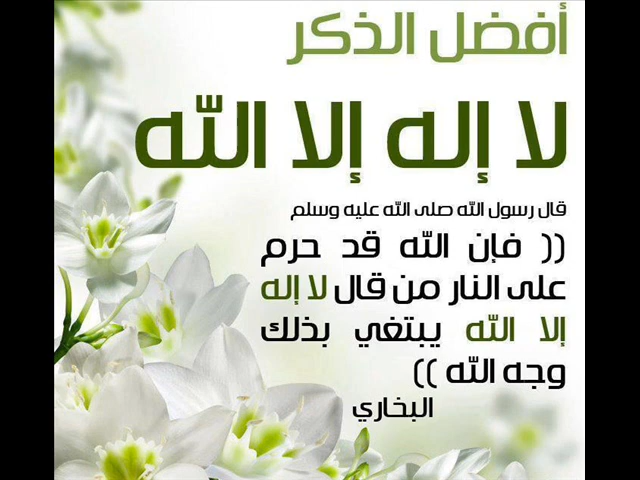 أفضل الذكر
لا إله إلا الله
قال رسول الله صلى الله عليه وسلم
(( فإن الله قد حرم
على النار من قال لا إله
إلا الله يبتغي بذلك
وجه الله ))
البخاري